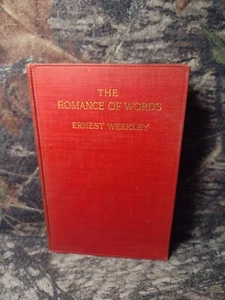 THE
ROMANCE OF WORDS
ERNEST WEEKLEY